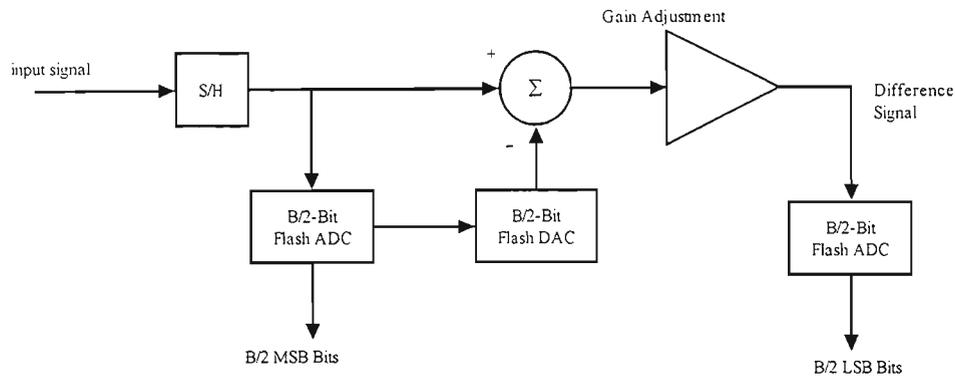 Gain Adjustment
input signal
S/H
+
Σ
-
Difference
Signal
B/2-Bit
Flash ADC
B/2-Bit
Flash DAC
B/2-Bit
Flash ADC
B/2 MSB Bits
B/2 LSB Bits